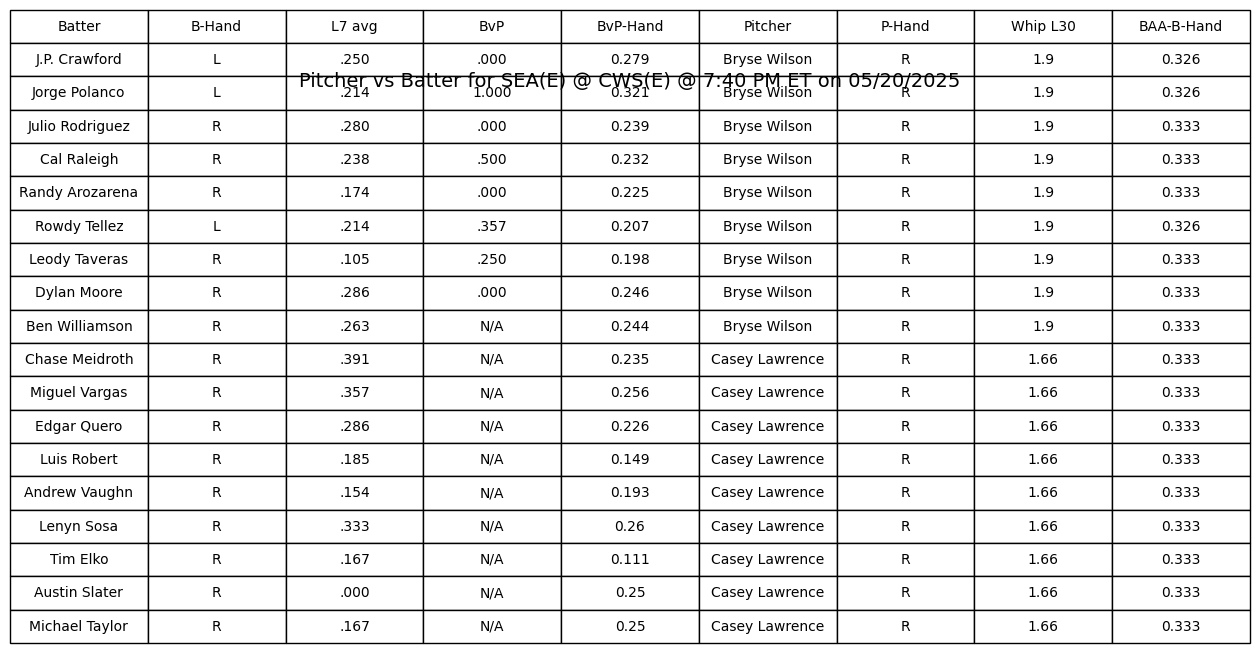 Batter B-Hand L7 avg BvP BvP-Hand Pitcher P-Hand Whip L30 BAA-B-Hand
J.P. Crawford L .250 .000 0.279 Bryse Wilson R 1.9 0.326
Pitcher vs Batter for SEA(E) @ CWS(E) @ 7:40 PM ET on 05/20/2025
Jorge Polanco L .214 1.000 0.321 Bryse Wilson R 1.9 0.326
Julio Rodriguez R .280 .000 0.239 Bryse Wilson R 1.9 0.333
Cal Raleigh R .238 .500 0.232 Bryse Wilson R 1.9 0.333
Randy Arozarena R .174 .000 0.225 Bryse Wilson R 1.9 0.333
Rowdy Tellez L .214 .357 0.207 Bryse Wilson R 1.9 0.326
Leody Taveras R .105 .250 0.198 Bryse Wilson R 1.9 0.333
Dylan Moore R .286 .000 0.246 Bryse Wilson R 1.9 0.333
Ben Williamson R .263 N/A 0.244 Bryse Wilson R 1.9 0.333
Chase Meidroth R .391 N/A 0.235 Casey Lawrence R 1.66 0.333
Miguel Vargas R .357 N/A 0.256 Casey Lawrence R 1.66 0.333
Edgar Quero R .286 N/A 0.226 Casey Lawrence R 1.66 0.333
Luis Robert R .185 N/A 0.149 Casey Lawrence R 1.66 0.333
Andrew Vaughn R .154 N/A 0.193 Casey Lawrence R 1.66 0.333
Lenyn Sosa R .333 N/A 0.26 Casey Lawrence R 1.66 0.333
Tim Elko R .167 N/A 0.111 Casey Lawrence R 1.66 0.333
Austin Slater R .000 N/A 0.25 Casey Lawrence R 1.66 0.333
Michael Taylor R .167 N/A 0.25 Casey Lawrence R 1.66 0.333